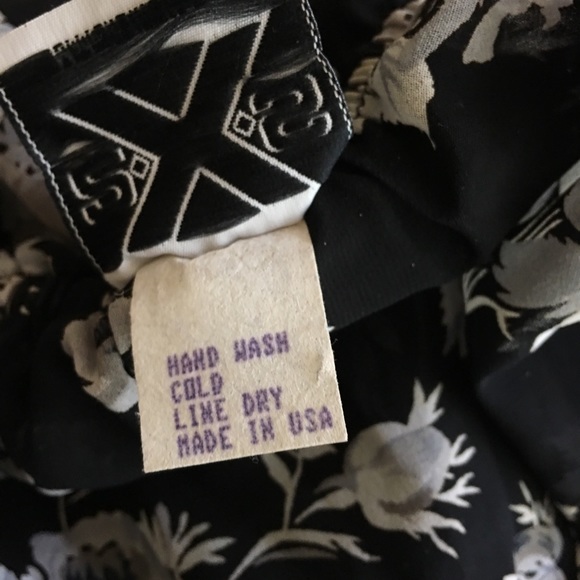 X
HAND WASH
COLD
LINE DRY
MADE IN USA